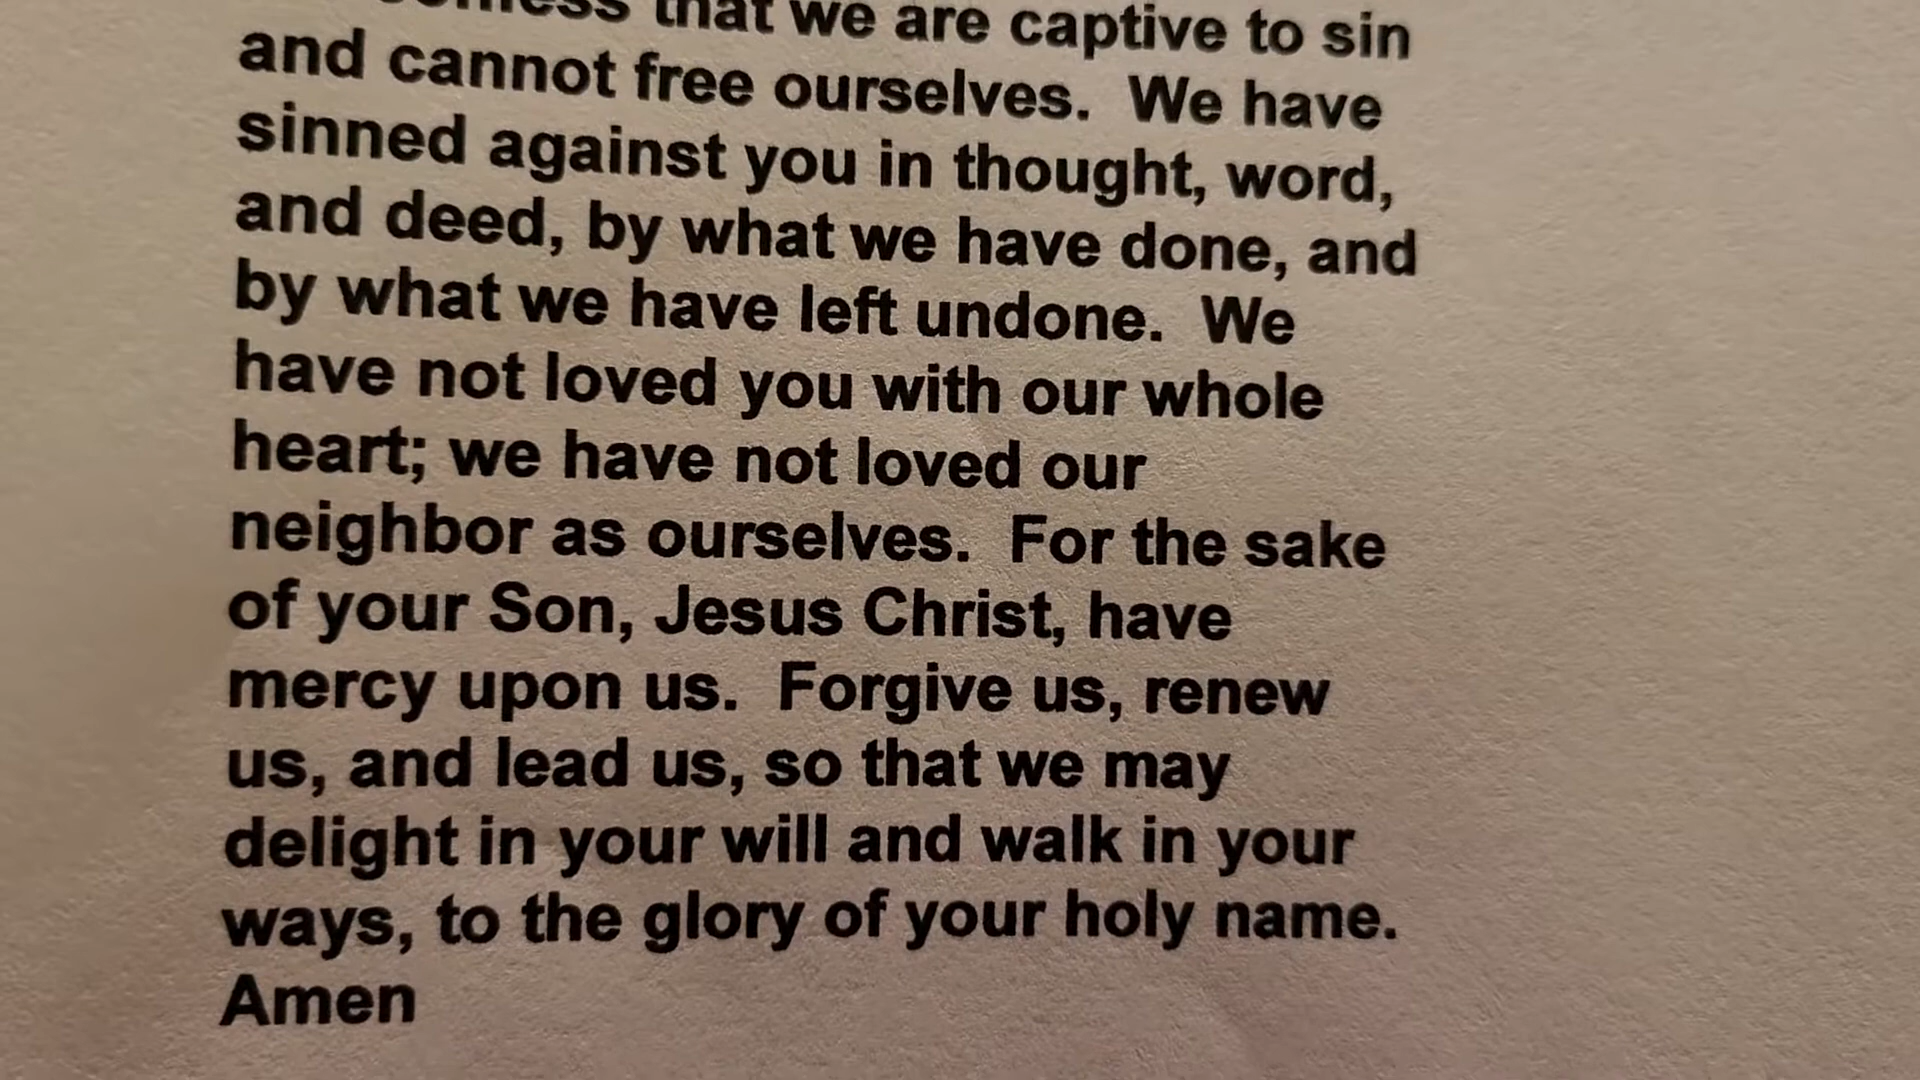 that we are captive to sin
and cannot free ourselves.  We have
sinned against you in thought, word,
and deed, by what we have done, and
by what we have left undone.  We
have not loved you with our whole
heart; we have not loved our
neighbor as ourselves.  For the sake
of your Son, Jesus Christ, have
mercy upon us.  Forgive us, renew
us, and lead us, so that we may
delight in your will and walk in your
ways, to the glory of your holy name.
Amen